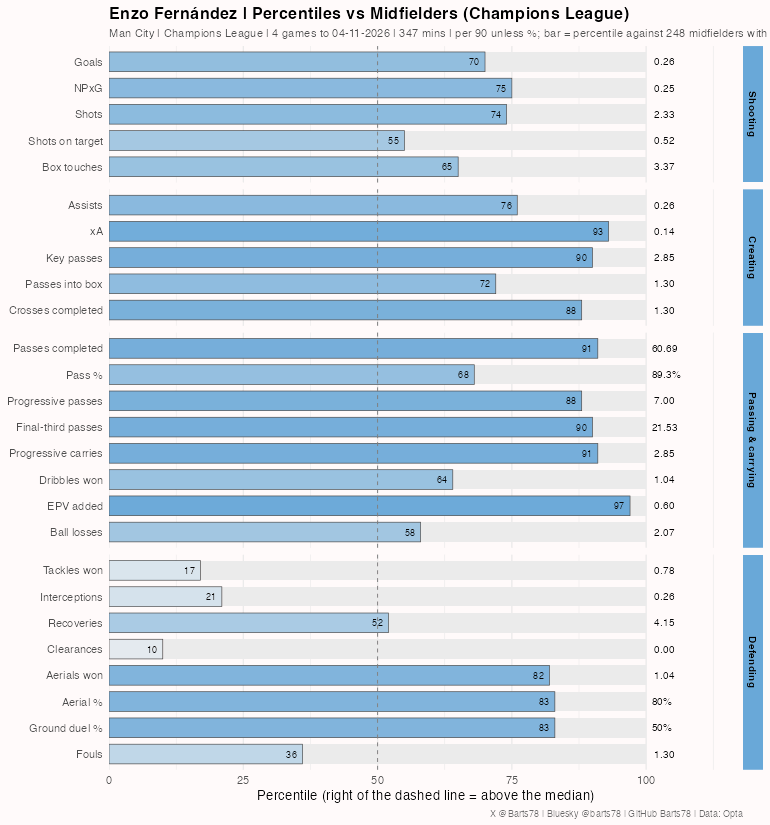 Enzo Fernández | Percentiles vs Midfielders (Champions League)
Man City | Champions League | 4 games to 04-11-2026 | 347 mins | per 90 unless %; bar = percentile against 248 midfielders with
Shooting
Goals 70 0.26
NPxG 75 0.25
Shots 74 2.33
Shots on target 55 0.52
Box touches 65 3.37
Creating
Assists 76 0.26
xA 93 0.14
Key passes 90 2.85
Passes into box 72 1.30
Crosses completed 88 1.30
Passing & carrying
Passes completed 91 60.69
Pass % 68 89.3%
Progressive passes 88 7.00
Final-third passes 90 21.53
Progressive carries 91 2.85
Dribbles won 64 1.04
EPV added 97 0.60
Ball losses 58 2.07
Defending
Tackles won 17 0.78
Interceptions 21 0.26
Recoveries 52 4.15
Clearances 10 0.00
Aerials won 82 1.04
Aerial % 83 80%
Ground duel % 83 50%
Fouls 36 1.30
0 25 50 75 100
Percentile (right of the dashed line = above the median)
X @Barts78 | Bluesky @barts78 | GitHub Barts78 | Data: Opta